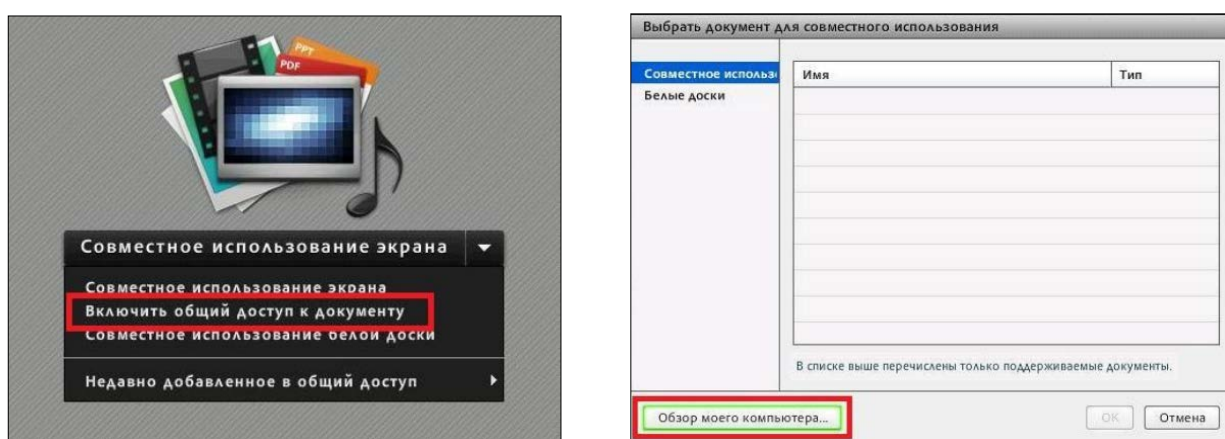 PPT
PDF
Совместное использование экрана
Совместное использование экрана
Включить общий доступ к документу
Совместное использование белой доски
Недавно добавленное в общий доступ
Выбрать документ для совместного использования
Совместное использо
Белые доски
Имя Тип
В списке выше перечислены только поддерживаемые документы.
Обзор моего компьютера... OK Отмена